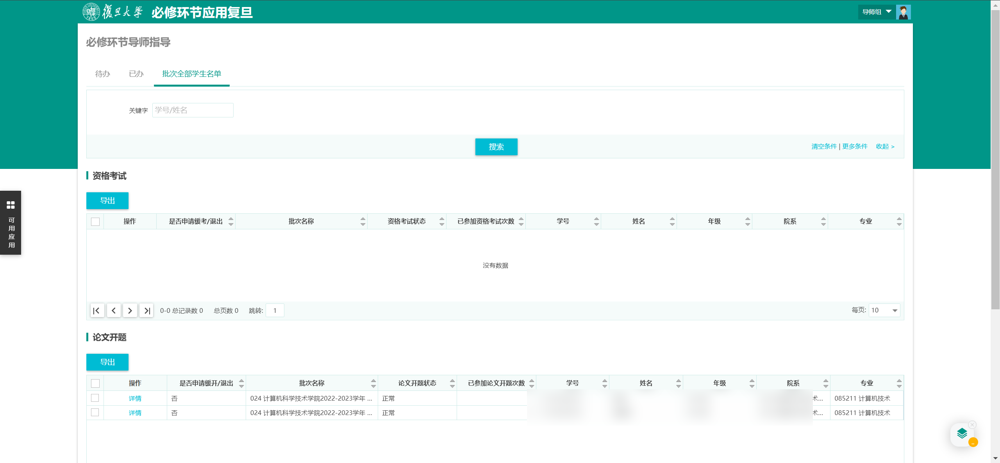 復旦大學 必修环节应用复旦 导师组
必修环节导师指导
待办 已办 批次全部学生名单
关键字 学号/姓名
搜索 清空条件 | 更多条件 收起 >
资格考试
导出
操作 是否申请缓考/退出 批次名称 资格考试状态 已参加资格考试次数 学号 姓名 年级 院系 专业
没有数据
0-0 总记录数 0 总页数 0 跳转: 1 每页: 10
论文开题
导出
操作 是否申请缓开/退出 批次名称 论文开题状态 已参加论文开题次数 学号 姓名 年级 院系 专业
详情 否 024 计算机科学技术学院2022-2023学年 ... 正常 术... 085211 计算机技术
详情 否 024 计算机科学技术学院2022-2023学年 ... 正常 术... 085211 计算机技术
可用应用